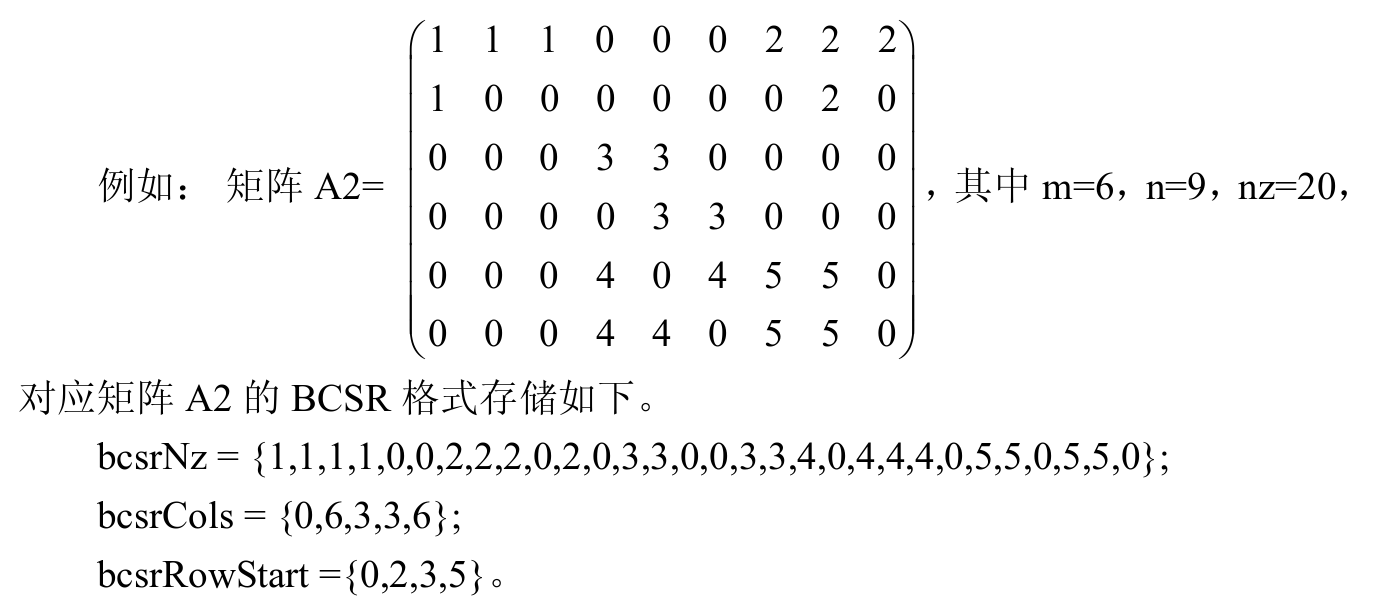 1 1 1 0 0 0 2 2 2
1 0 0 0 0 0 0 2 0
0 0 0 3 3 0 0 0 0
例如： 矩阵 A2= ，其中 m=6，n=9，nz=20，
0 0 0 0 3 3 0 0 0
0 0 0 4 0 4 5 5 0
0 0 0 4 4 0 5 5 0
对应矩阵 A2 的 BCSR 格式存储如下。
bcsrNz = {1,1,1,1,0,0,2,2,2,0,2,0,3,3,0,0,3,3,4,0,4,4,4,0,5,5,0,5,5,0};
bcsrCols = {0,6,3,3,6};
bcsrRowStart ={0,2,3,5}。